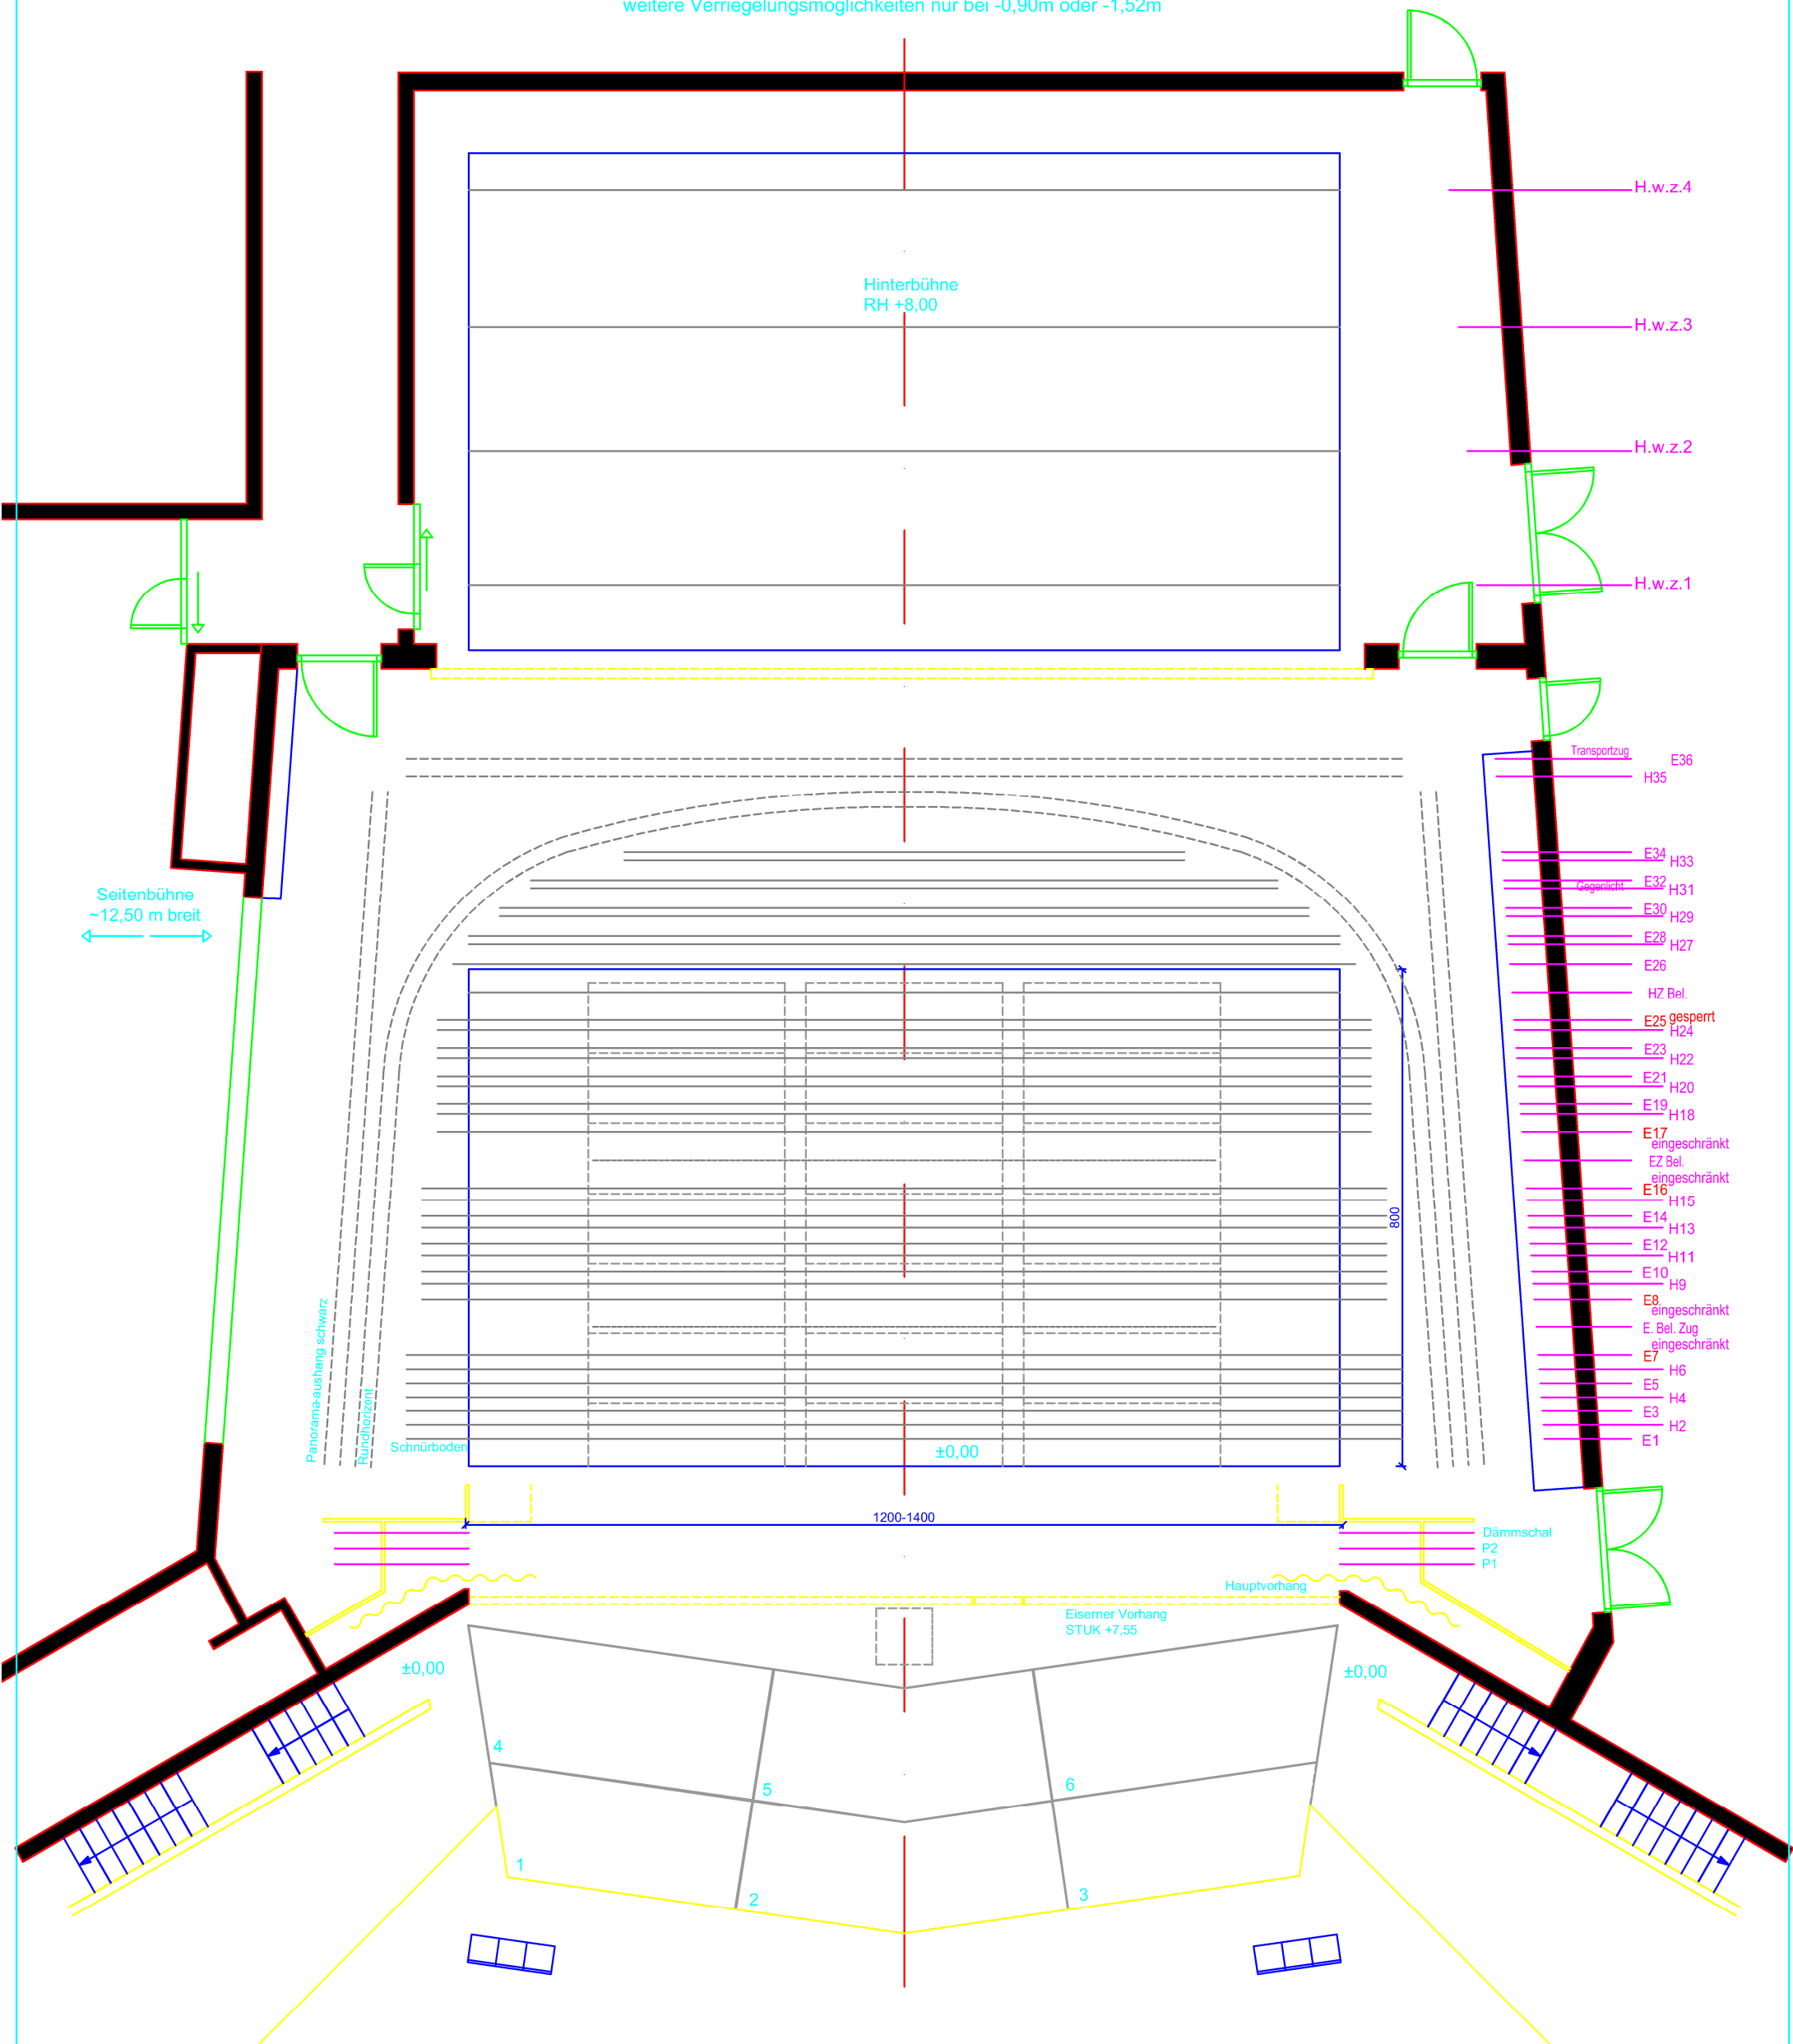 weitere Verriegelungsmöglichkeiten nur bei -0,90m oder -1,52m
H.w.z.4
Hinterbühne
RH +8,00
H.w.z.3
H.w.z.2
H.w.z.1
Transportzug
E36
H35
E34
H33
E32
Gegenlicht
H31
Seitenbühne
~12,50 m breit
E30
H29
E28
H27
E26
HZ Bel.
E25 gesperrt
H24
E23
H22
E21
H20
E19
H18
E17
eingeschränkt
EZ Bel.
eingeschränkt
E16
H15
800
E14
H13
E12
H11
E10
H9
E8
eingeschränkt
E. Bel. Zug
eingeschränkt
E7
H6
E5
H4
E3
H2
E1
Panorama-aushang schwarz
Rundhorizont
Schnürboden
±0,00
1200-1400
Dämmschal
P2
P1
Hauptvorhang
Eiserner Vorhang
STUK +7,55
±0,00
±0,00
4
5
6
1
2
3